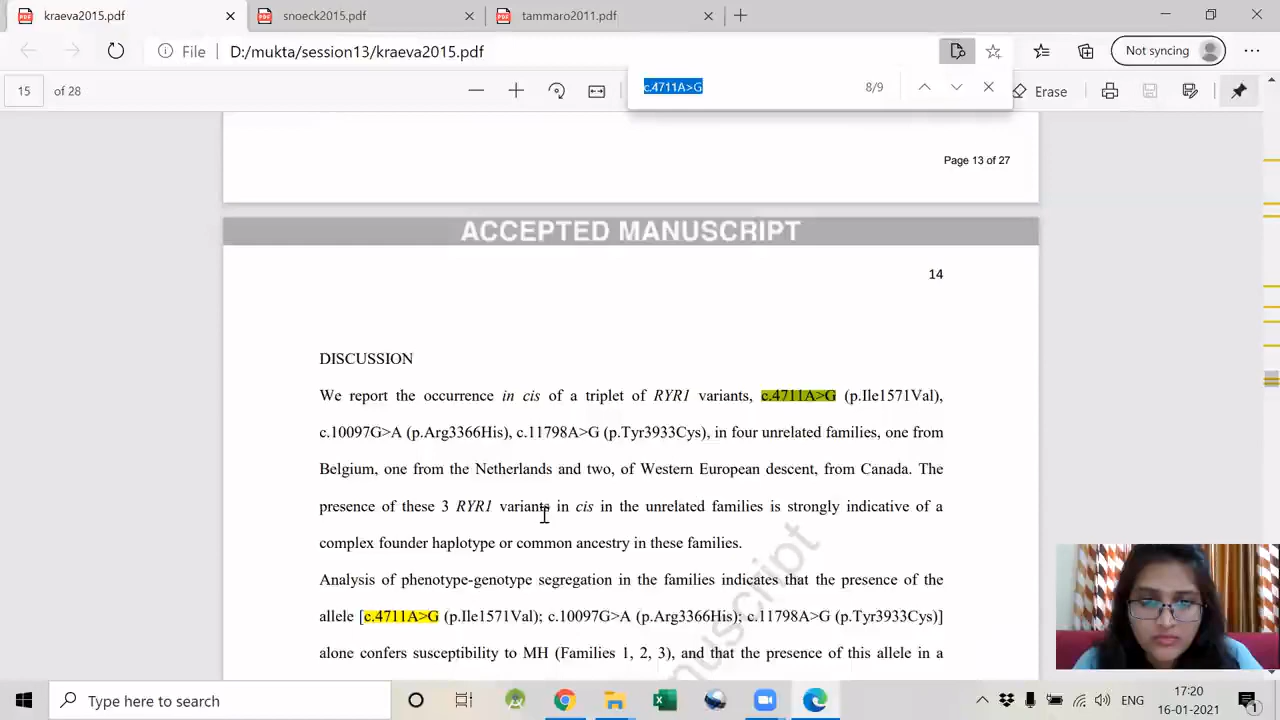 kraeva2015.pdf
snoeck2015.pdf
tammaro2011.pdf
File D:/mukta/session13/kraeva2015.pdf
Not syncing
15 of 28
c.4711A>G 8/9
Erase
Page 13 of 27
ACCEPTED MANUSCRIPT
14
DISCUSSION
We report the occurrence in cis of a triplet of RYR1 variants, c.4711A>G (p.Ile1571Val),
c.10097G>A (p.Arg3366His), c.11798A>G (p.Tyr3933Cys), in four unrelated families, one from
Belgium, one from the Netherlands and two, of Western European descent, from Canada. The
presence of these 3 RYR1 variants in cis in the unrelated families is strongly indicative of a
complex founder haplotype or common ancestry in these families.
Analysis of phenotype-genotype segregation in the families indicates that the presence of the
allele [c.4711A>G (p.Ile1571Val); c.10097G>A (p.Arg3366His); c.11798A>G (p.Tyr3933Cys)]
alone confers susceptibility to MH (Families 1, 2, 3), and that the presence of this allele in a
nuscript
Type here to search
ENG
17:20
16-01-2021
1